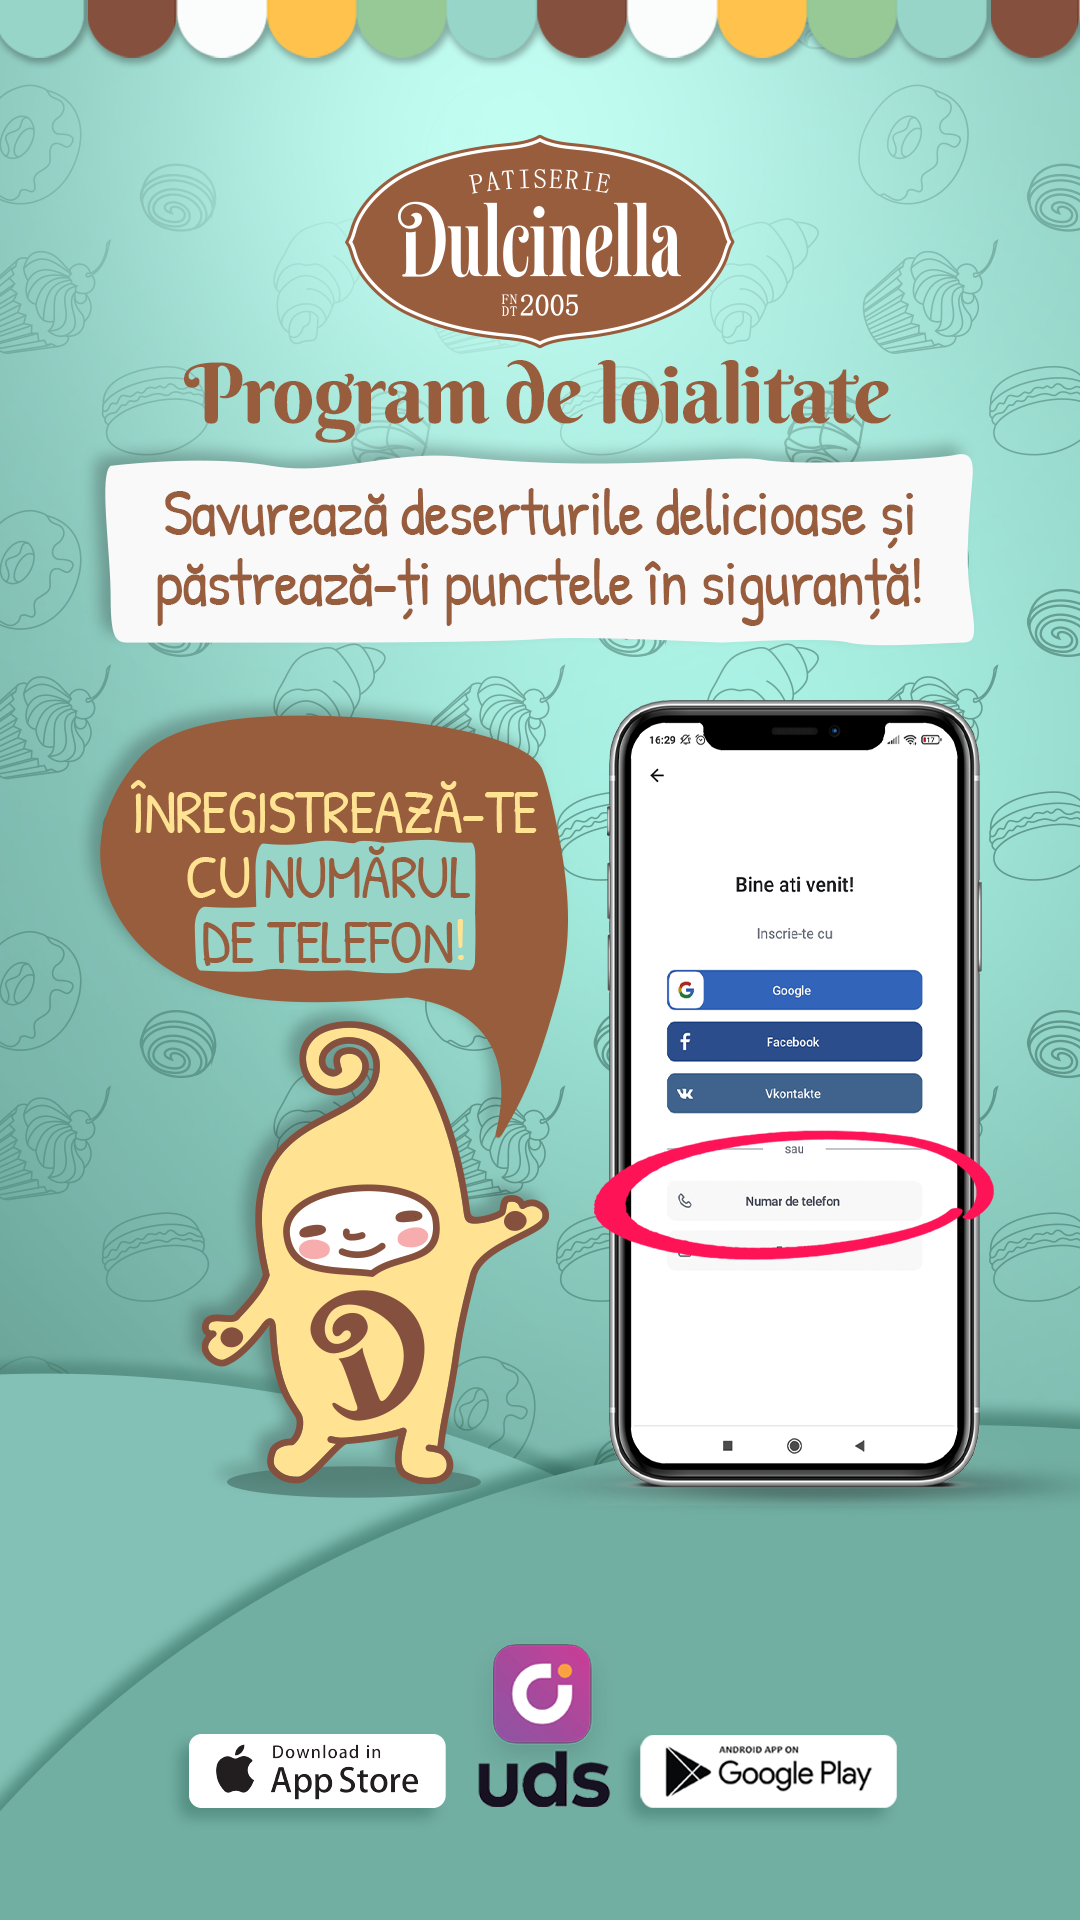 PATISERIE
Dulcinella
FN DT 2005
Program de loialitate
Savurează deserturile delicioase și
păstrează-ți punctele în siguranță!
ÎNREGISTREAZĂ-TE
CU NUMĂRUL
DE TELEFON!
16:29
17
Bine ati venit!
Inscrie-te cu
Google
Facebook
Vkontakte
sau
Numar de telefon
D
Download in
App Store
uds
ANDROID APP ON
Google Play